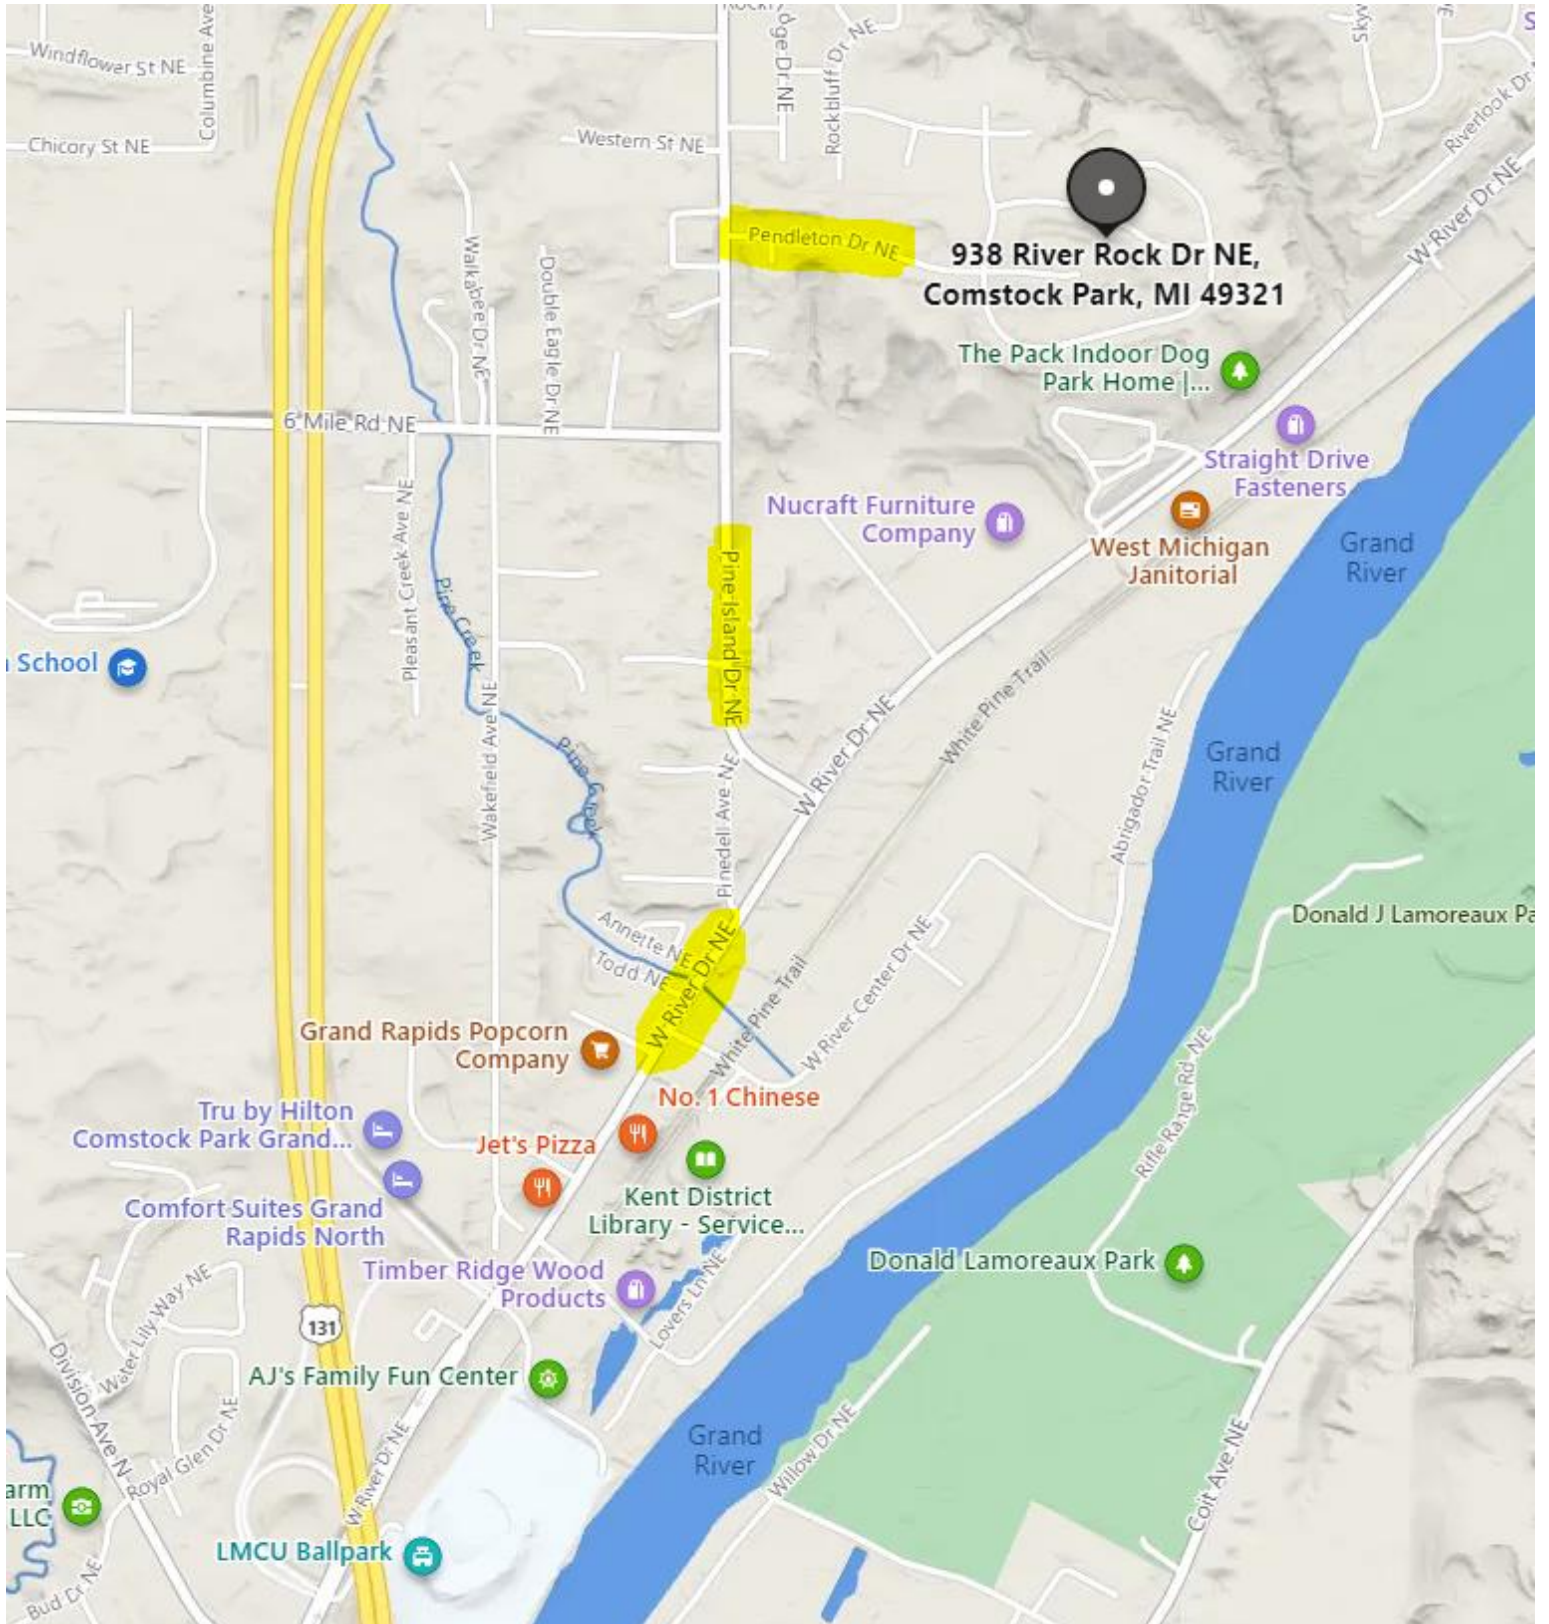 Windflower St NE
Columbine Ave
Chicory St NE
Western St NE
Rockbluff Dr NE
Riverlook Dr
W River Dr NE
Pendleton Dr NE
938 River Rock Dr NE,
Comstock Park, MI 49321
Walkabee Dr NE
Double Eagle Dr NE
The Pack Indoor Dog
Park Home |...
6 Mile Rd NE
Straight Drive
Fasteners
Nucraft Furniture
Company
West Michigan
Janitorial
Grand
River
Pleasant Creek Ave NE
Pine Creek
Pine Island Dr NE
School
Wakefield Ave NE
Pine Creek
Pinedell Ave NE
W River Dr NE
White Pine Trail
Abrigador Trail NE
Grand
River
Donald J Lamoreaux Pa
Annette NE
Todd NE
W River Dr NE
White Pine Trail
W River Center Dr NE
Grand Rapids Popcorn
Company
No. 1 Chinese
Tru by Hilton
Comstock Park Grand...
Jet's Pizza
Rifle Range Rd NE
Comfort Suites Grand
Rapids North
Kent District
Library - Service...
Donald Lamoreaux Park
Timber Ridge Wood
Products
Lovers Ln NE
Water Lily Way NE
131
Division Ave N
AJ's Family Fun Center
Royal Glen Dr NE
W River Dr NE
Grand
River
Willow Dr NE
Coit Ave NE
arm
LLC
LMCU Ballpark
Bud Dr NE